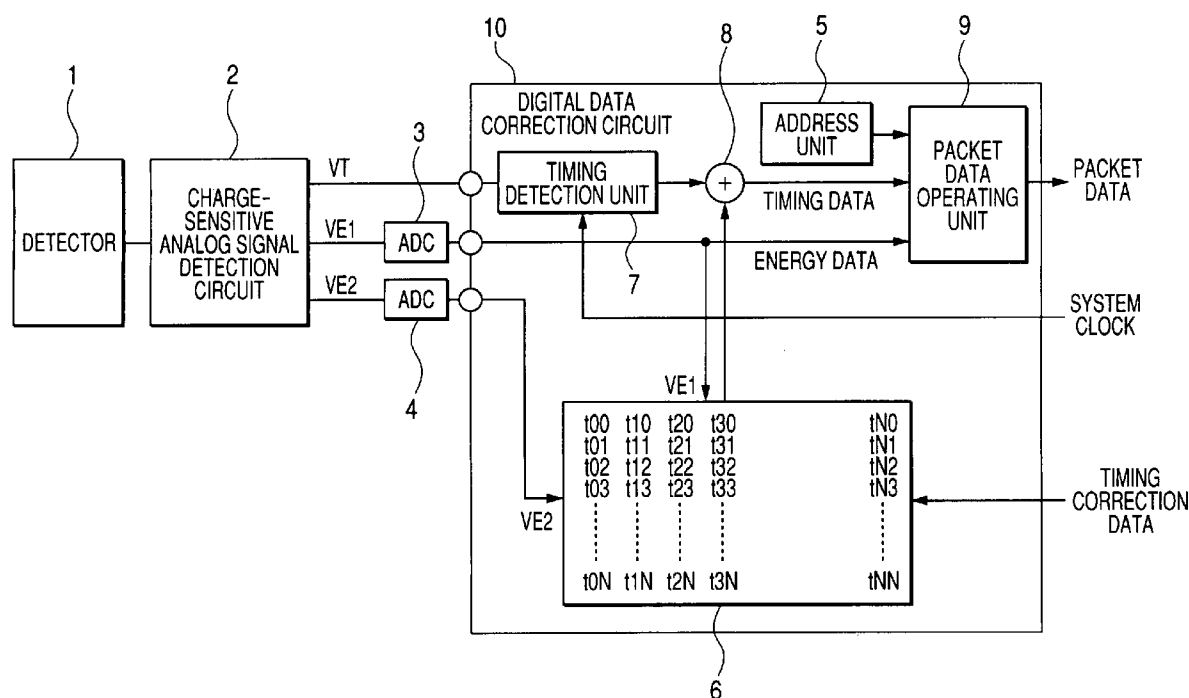 10
5
9
1
2
8
DIGITAL DATA
CORRECTION CIRCUIT
ADDRESS
UNIT
3
VT
TIMING
DETECTION UNIT
+
PACKET
DATA
OPERATING
UNIT
PACKET
DATA
CHARGE-
SENSITIVE
ANALOG SIGNAL
DETECTION
CIRCUIT
TIMING DATA
DETECTOR
VE1
ADC
ENERGY DATA
7
VE2
ADC
SYSTEM
CLOCK
4
VE1
t00 t10 t20 t30 tN0
t01 t11 t21 t31 tN1
t02 t12 t22 t32 tN2
t03 t13 t23 t33 tN3
VE2
TIMING
CORRECTION
DATA
t0N t1N t2N t3N tNN
6